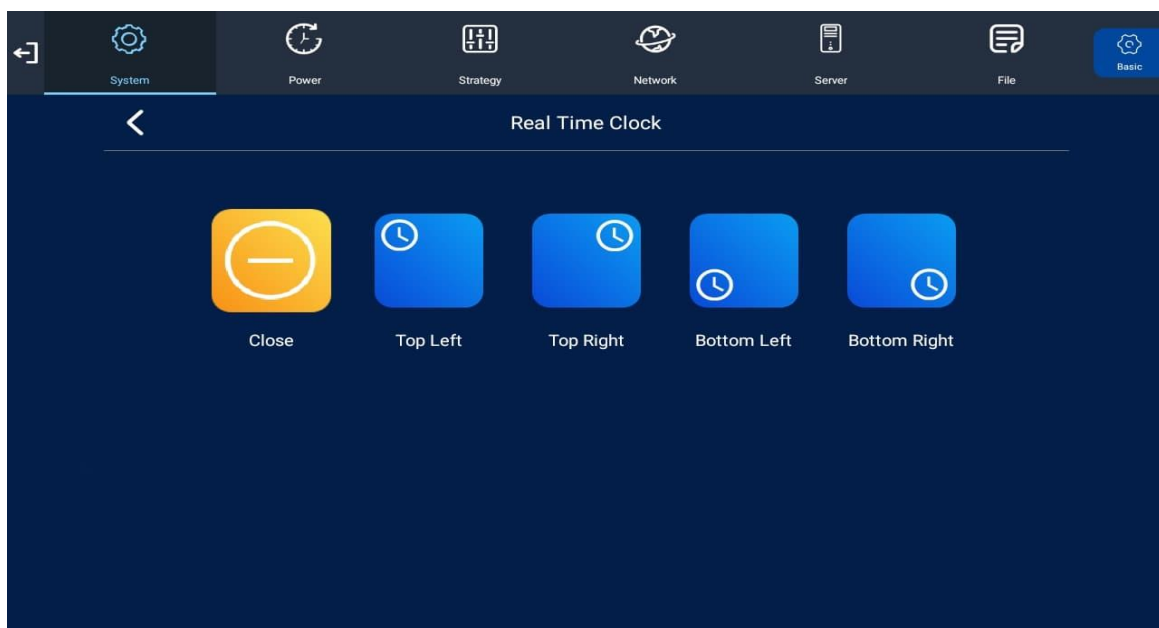 System
Power
Strategy
Network
Server
File
Basic
Real Time Clock
Close
Top Left
Top Right
Bottom Left
Bottom Right